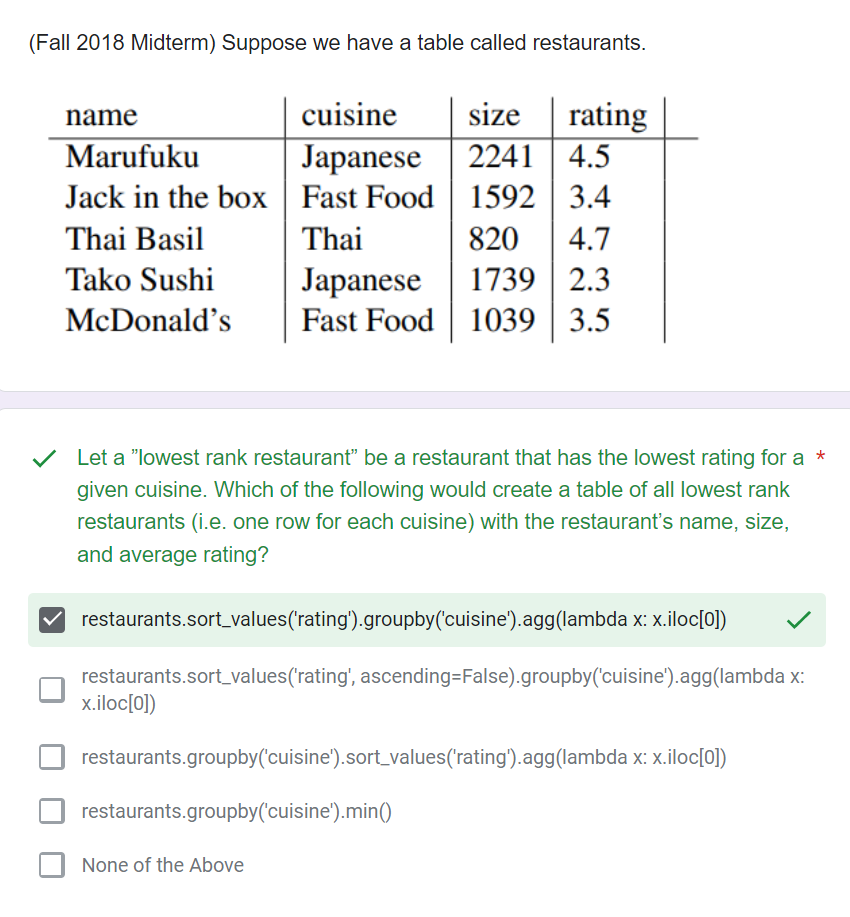 (Fall 2018 Midterm) Suppose we have a table called restaurants.
name cuisine size rating
Marufuku Japanese 2241 4.5
Jack in the box Fast Food 1592 3.4
Thai Basil Thai 820 4.7
Tako Sushi Japanese 1739 2.3
McDonald’s Fast Food 1039 3.5
Let a ”lowest rank restaurant” be a restaurant that has the lowest rating for a *
given cuisine. Which of the following would create a table of all lowest rank
restaurants (i.e. one row for each cuisine) with the restaurant’s name, size,
and average rating?
restaurants.sort_values('rating').groupby('cuisine').agg(lambda x: x.iloc[0])
restaurants.sort_values('rating', ascending=False).groupby('cuisine').agg(lambda x:
x.iloc[0])
restaurants.groupby('cuisine').sort_values('rating').agg(lambda x: x.iloc[0])
restaurants.groupby('cuisine').min()
None of the Above